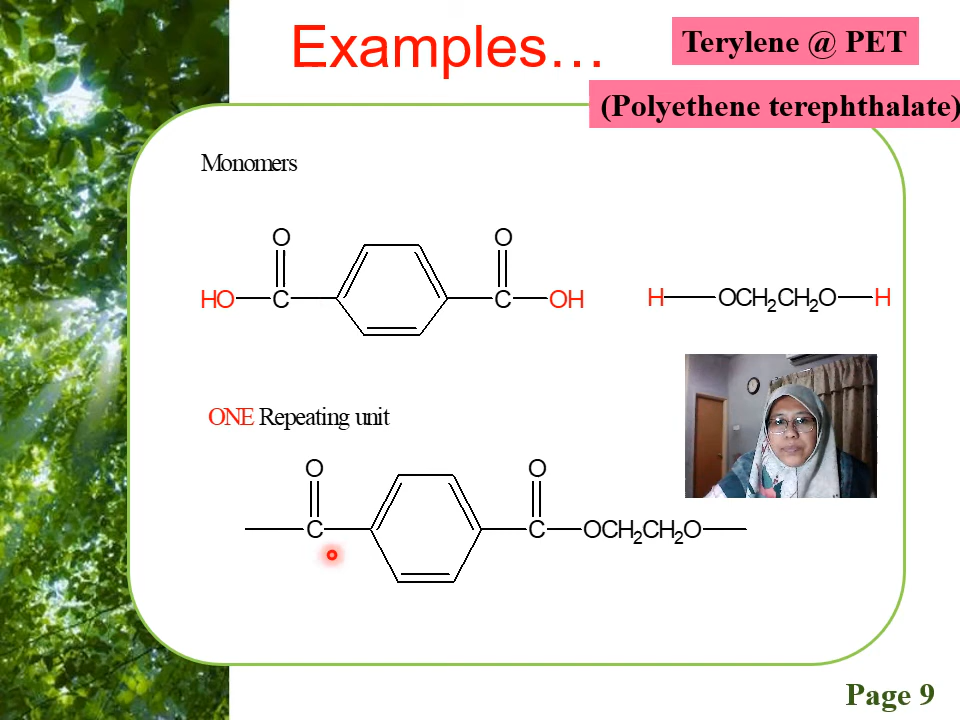 Examples...
Terylene @ PET
(Polyethene terephthalate)
Monomers
O O
HO C C OH H OCH2CH2O H
ONE Repeating unit
O O
C C OCH2CH2O
Page 9